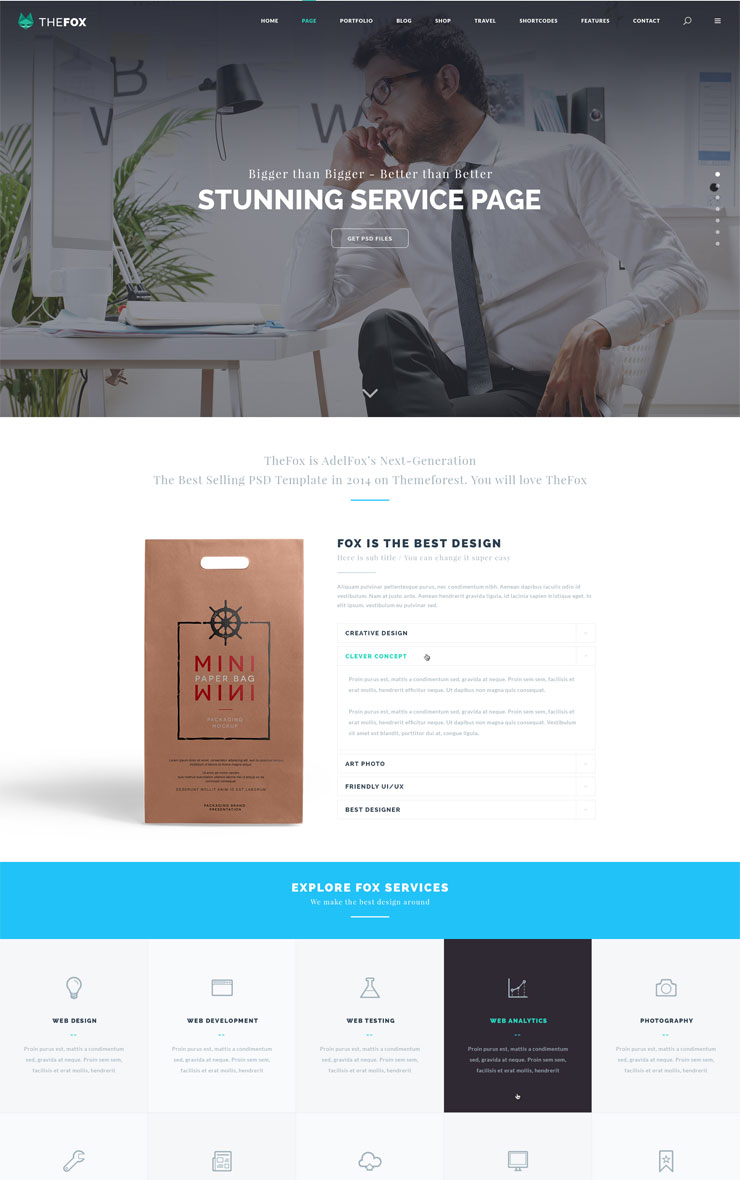 THEFOX
HOME PAGE PORTFOLIO BLOG SHOP TRAVEL SHORTCODES FEATURES CONTACT
W
Bigger than Bigger - Better than Better
STUNNING SERVICE PAGE
GET PSD FILES
TheFox is AdelFox's Next-Generation
The Best Selling PSD Template in 2014 on Themeforest. You will love TheFox
MINI
PAPER BAG
MINI
PACKAGING
MOCKUP
PACKAGING BRAND
PRESENTATION
FOX IS THE BEST DESIGN
Here is sub title / You can change it super easy
Aliquam pulvinar pellentesque purus, nec condimentum nibh. Aenean dapibus iaculis odio id
vestibulum. Nam at justo ante. Aenean hendrerit gravida ligula, id lacinia sapien tristique eget. In
elit ipsum, vestibulum eu pulvinar sed.
CREATIVE DESIGN
CLEVER CONCEPT
Proin purus est, mattis a condimentum sed, gravida at neque. Proin sem sem, facilisis et
erat mollis, hendrerit efficitur neque. Ut dapibus non magna quis consequat.
Proin purus est, mattis a condimentum sed, gravida at neque. Proin sem sem, facilisis et
erat mollis, hendrerit efficitur neque. Ut dapibus non magna quis consequat. Vestibulum
sit amet est blandit, porttitor dui at, congue ligula.
ART PHOTO
FRIENDLY UI/UX
BEST DESIGNER
EXPLORE FOX SERVICES
We make the best design around
WEB DESIGN
Proin purus est, mattis a condimentum
sed, gravida at neque. Proin sem sem,
facilisis et erat mollis, hendrerit
WEB DEVELOPMENT
Proin purus est, mattis a condimentum
sed, gravida at neque. Proin sem sem,
facilisis et erat mollis, hendrerit
WEB TESTING
Proin purus est, mattis a condimentum
sed, gravida at neque. Proin sem sem,
facilisis et erat mollis, hendrerit
WEB ANALYTICS
Proin purus est, mattis a condimentum
sed, gravida at neque. Proin sem sem,
facilisis et erat mollis, hendrerit
PHOTOGRAPHY
Proin purus est, mattis a condimentum
sed, gravida at neque. Proin sem sem,
facilisis et erat mollis, hendrerit